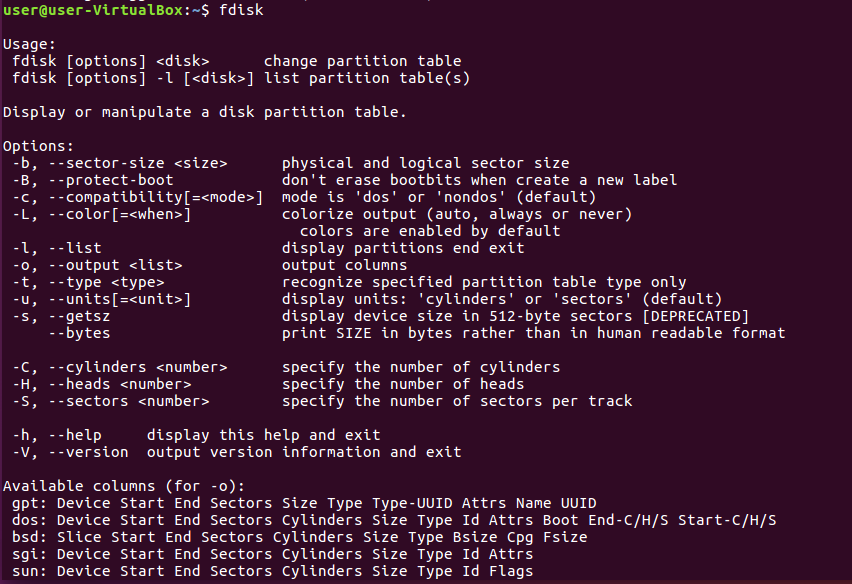 user@user-VirtualBox:~$ fdisk
Usage:
fdisk [options] <disk>      change partition table
fdisk [options] -l [<disk>] list partition table(s)
Display or manipulate a disk partition table.
Options:
-b, --sector-size <size>      physical and logical sector size
-B, --protect-boot            don't erase bootbits when create a new label
-c, --compatibility[=<mode>]  mode is 'dos' or 'nondos' (default)
-L, --color[=<when>]          colorize output (auto, always or never)
colors are enabled by default
-l, --list                    display partitions end exit
-o, --output <list>           output columns
-t, --type <type>             recognize specified partition table type only
-u, --units[=<unit>]          display units: 'cylinders' or 'sectors' (default)
-s, --getsz                   display device size in 512-byte sectors [DEPRECATED]
--bytes                   print SIZE in bytes rather than in human readable format
-C, --cylinders <number>      specify the number of cylinders
-H, --heads <number>          specify the number of heads
-S, --sectors <number>        specify the number of sectors per track
-h, --help     display this help and exit
-V, --version  output version information and exit
Available columns (for -o):
gpt: Device Start End Sectors Size Type Type-UUID Attrs Name UUID
dos: Device Start End Sectors Cylinders Size Type Id Attrs Boot End-C/H/S Start-C/H/S
bsd: Slice Start End Sectors Cylinders Size Type Bsize Cpg Fsize
sgi: Device Start End Sectors Cylinders Size Type Id Attrs
sun: Device Start End Sectors Cylinders Size Type Id Flags